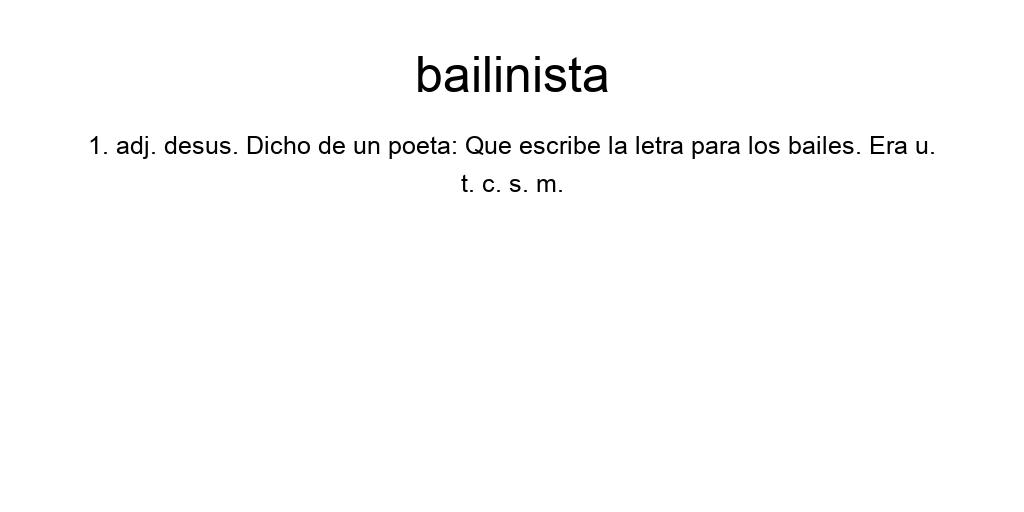 bailinista
1. adj. desus. Dicho de un poeta: Que escribe la letra para los bailes. Era u.
t. c. s. m.